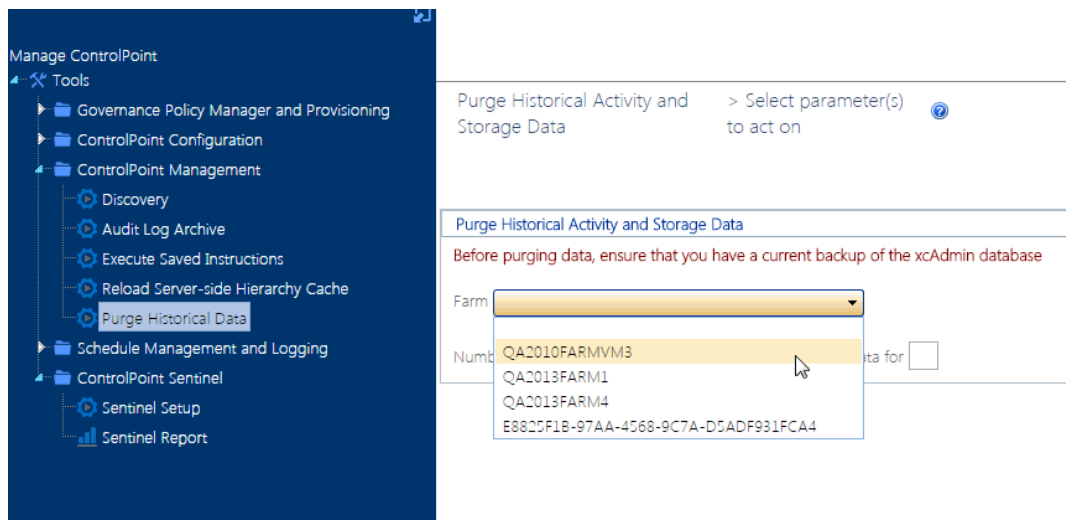 Manage ControlPoint
Tools
Governance Policy Manager and Provisioning
ControlPoint Configuration
ControlPoint Management
Discovery
Audit Log Archive
Execute Saved Instructions
Reload Server-side Hierarchy Cache
Purge Historical Data
Schedule Management and Logging
ControlPoint Sentinel
Sentinel Setup
Sentinel Report
Purge Historical Activity and
Storage Data
> Select parameter(s)
to act on
Purge Historical Activity and Storage Data
Before purging data, ensure that you have a current backup of the xcAdmin database
Farm
QA2010FARMVM3
for
QA2013FARM1
QA2013FARM4
E8825F1B-97AA-4568-9C7A-D5ADF931FCA4